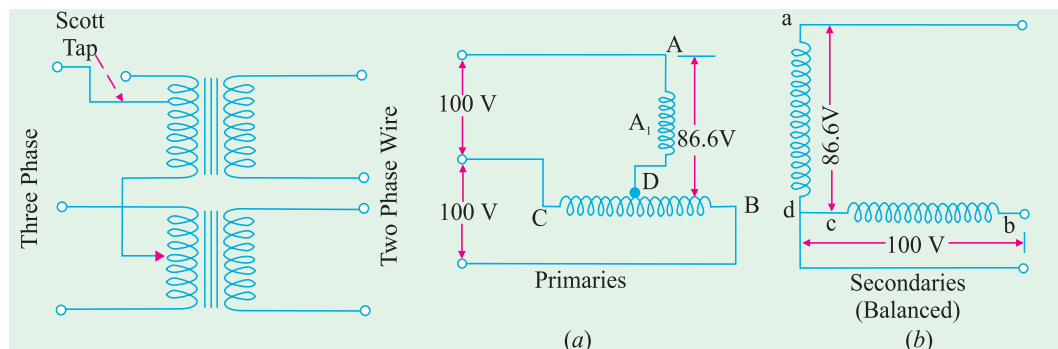 Scott
Tap
Three Phase
Two Phase Wire
100 V
100 V
A
A1
86.6V
D
C
B
Primaries
(a)
a
86.6V
d
c
b
100 V
Secondaries
(Balanced)
(b)